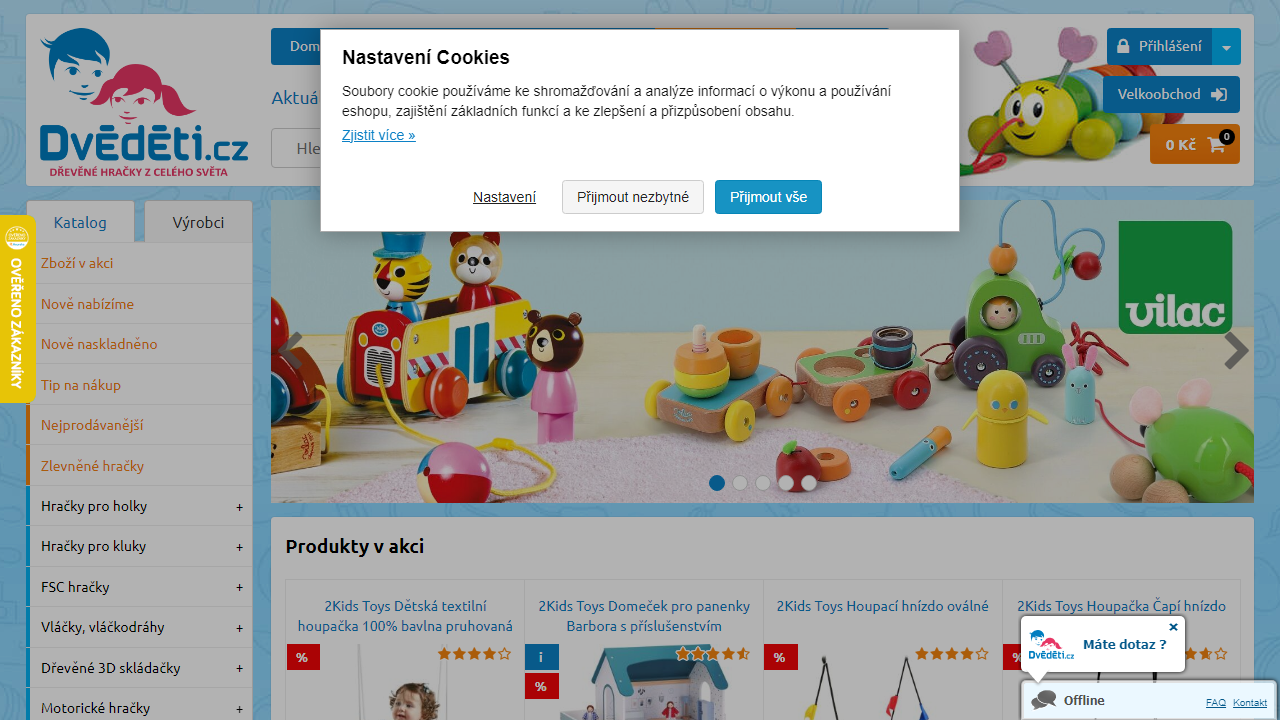 Dvěděti.cz
DŘEVĚNÉ HRAČKY Z CELÉHO SVĚTA
Přihlášení
Velkoobchod
0 Kč
0
Nastavení Cookies
Soubory cookie používáme ke shromažďování a analýze informací o výkonu a používání
eshopu, zajištění základních funkcí a ke zlepšení a přizpůsobení obsahu.
Zjistit více »
Nastavení
Přijmout nezbytné
Přijmout vše
Katalog
Výrobci
OVĚŘENO ZÁKAZNÍKY
Zboží v akci
Nově nabízíme
Nově naskladněno
Tip na nákup
Nejprodávanější
Zlevněné hračky
Hračky pro holky +
Hračky pro kluky +
FSC hračky +
Vláčky, vláčkodráhy +
Dřevěné 3D skládačky +
Motorické hračky +
vilac
Produkty v akci
2Kids Toys Dětská textilní
houpačka 100% bavlna pruhovaná
%
2Kids Toys Domeček pro panenky
Barbora s příslušenstvím
i
%
2Kids Toys Houpací hnízdo oválné
%
2Kids Toys Houpačka Čapí hnízdo
Dvěděti.cz
Máte dotaz ?
Offline
FAQ
Kontakt